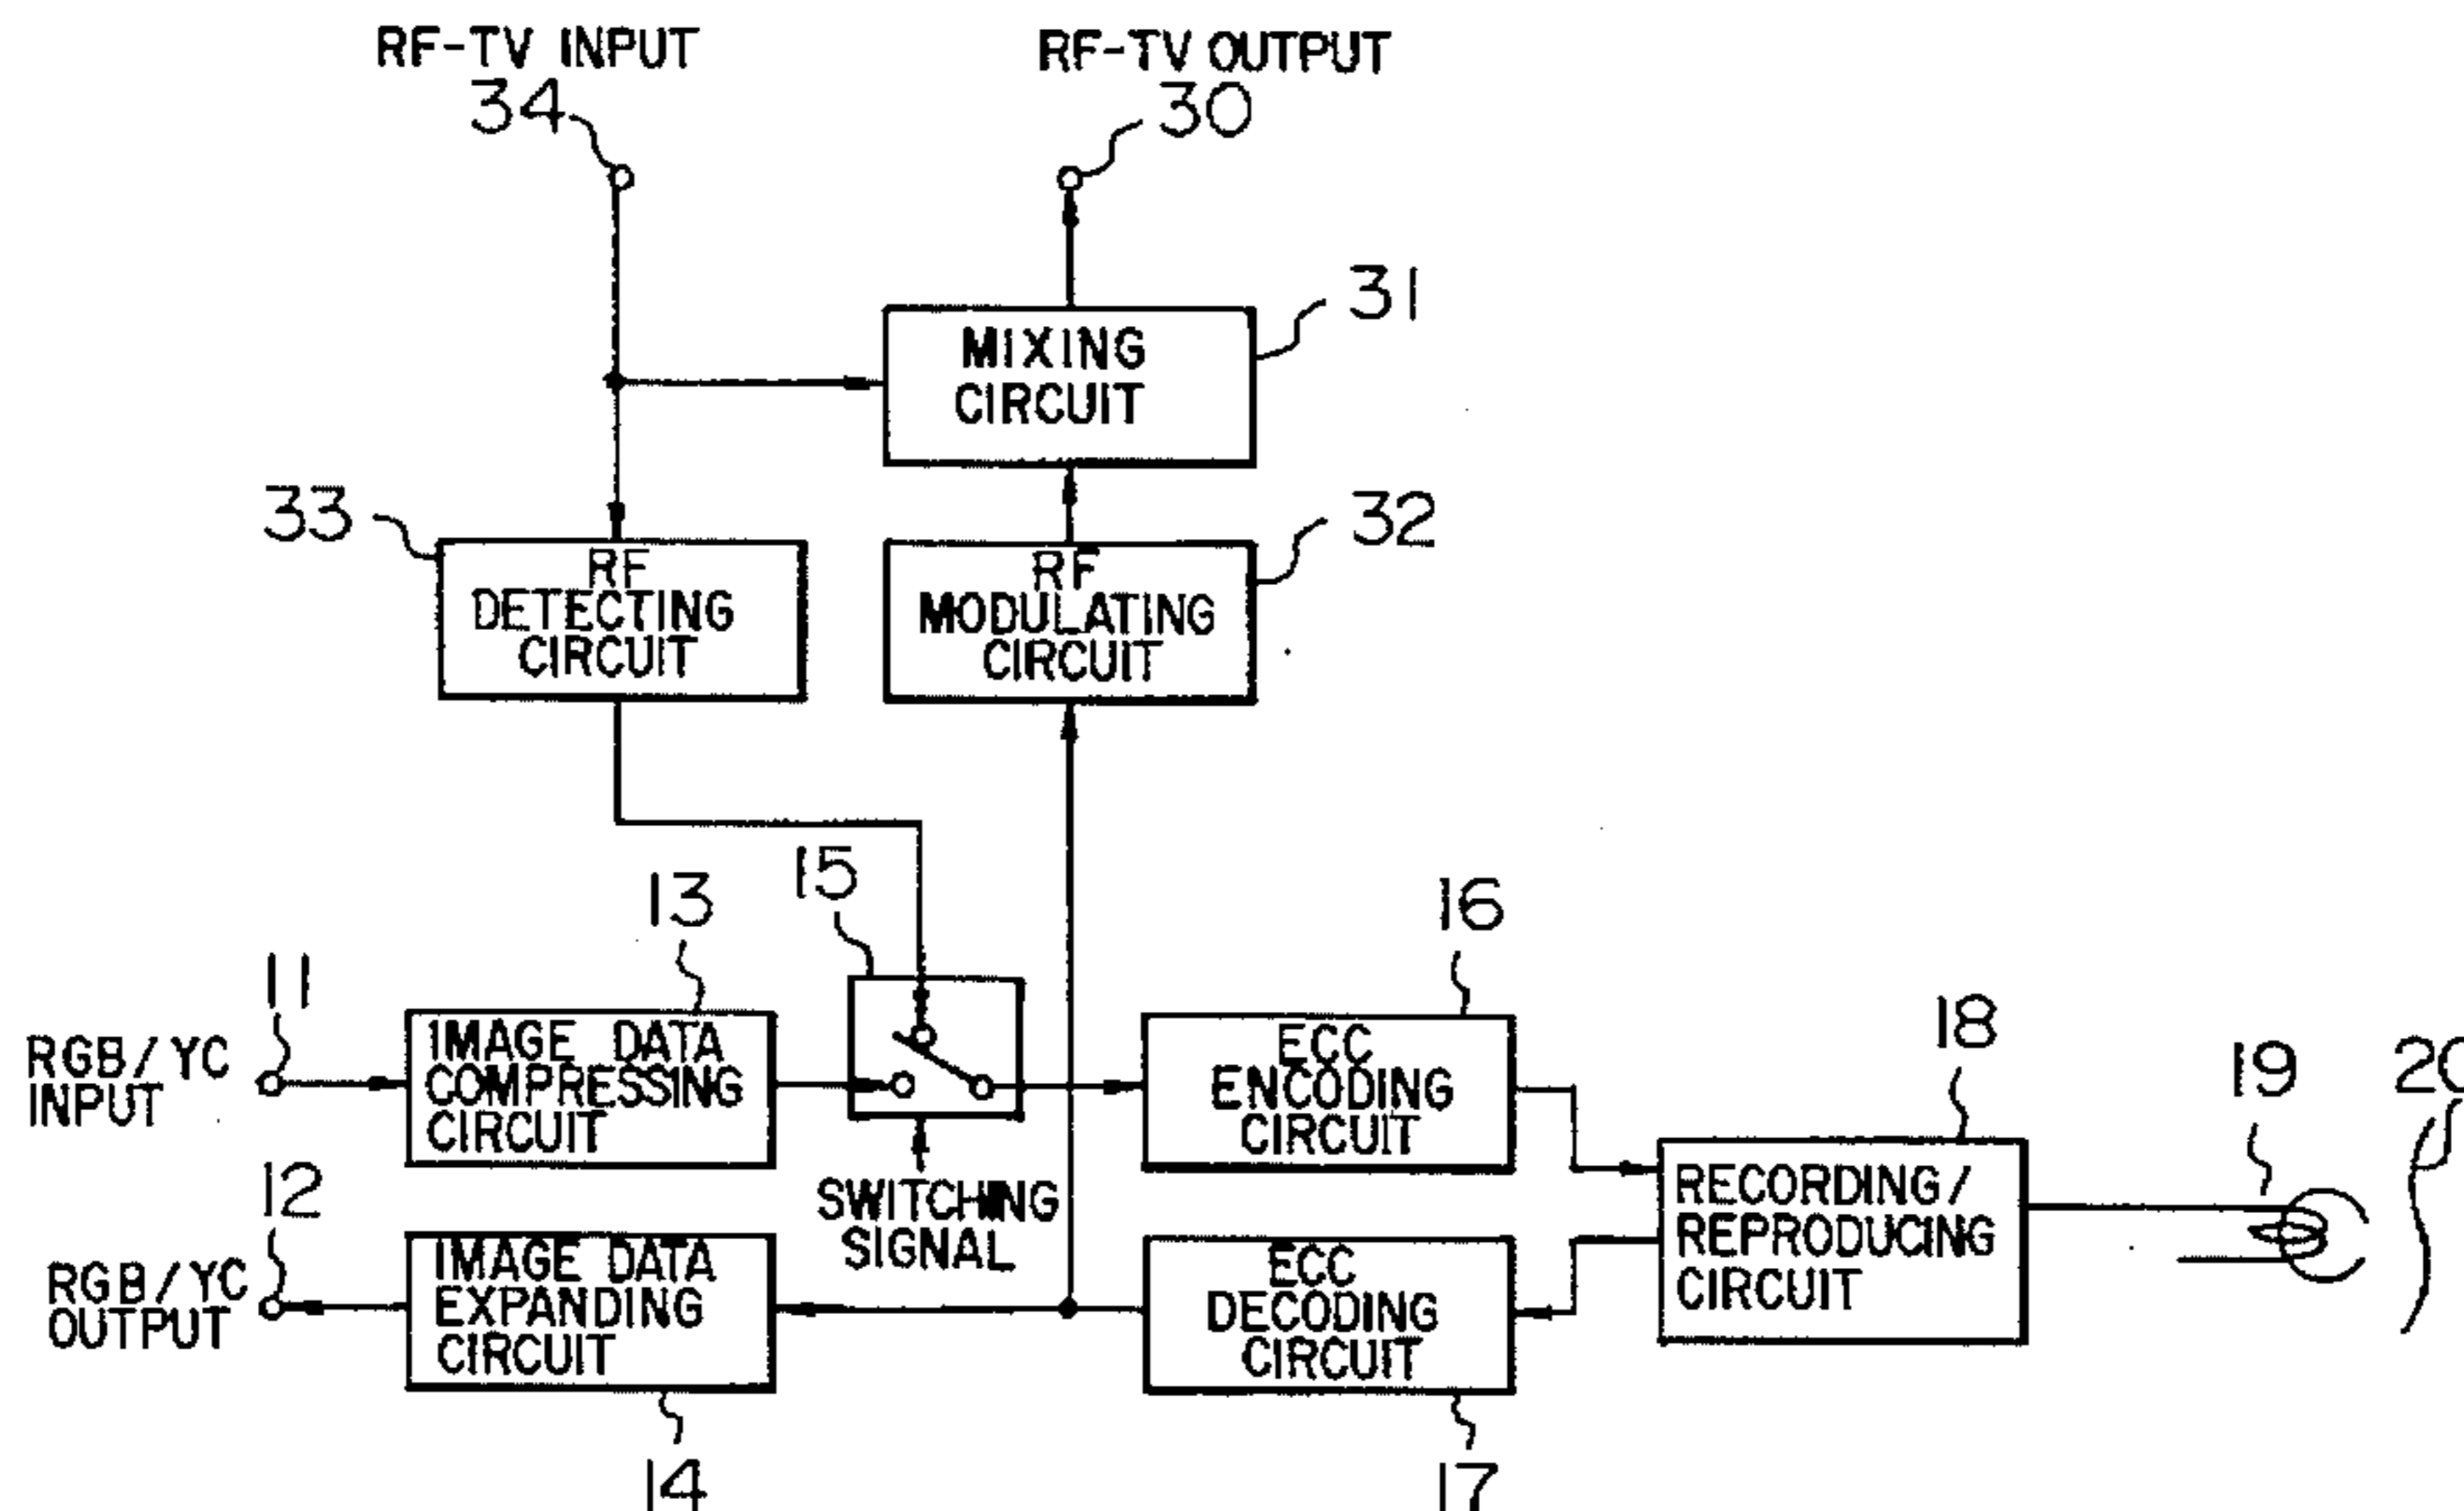 RF-TV INPUT
34
RF-TV OUTPUT
30
MIXING
CIRCUIT
31
33
RF
DETECTING
CIRCUIT
RF
MODULATING
CIRCUIT
32
15
13
16
11
RGB/YC
INPUT
IMAGE DATA
COMPRESSING
CIRCUIT
ECC
ENCODING
CIRCUIT
18
19
20
12
SWITCHING
SIGNAL
RECORDING/
REPRODUCING
CIRCUIT
RGB/YC
OUTPUT
IMAGE DATA
EXPANDING
CIRCUIT
ECC
DECODING
CIRCUIT
14
17